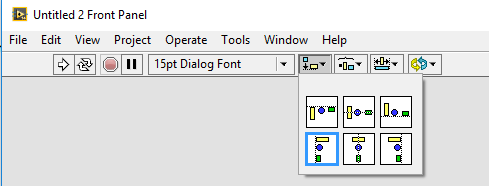 Untitled 2 Front Panel
File Edit View Project Operate Tools Window Help
15pt Dialog Font